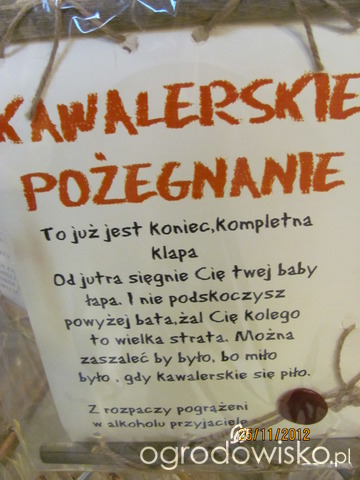 KAWALERSKIE
POŻEGNANIE
To już jest koniec,kompletna
klapa
Od jutra sięgnie Cię twej baby
łapa. I nie podskoczysz
powyżej bata,żal Cię kolego
to wielka strata. Można
zaszaleć by było, bo miło
było , gdy kawalerskie się piło.
Z rozpaczy pogrążeni
w alkoholu przyjaciele
25/11/2012
ogrodowisko.pl